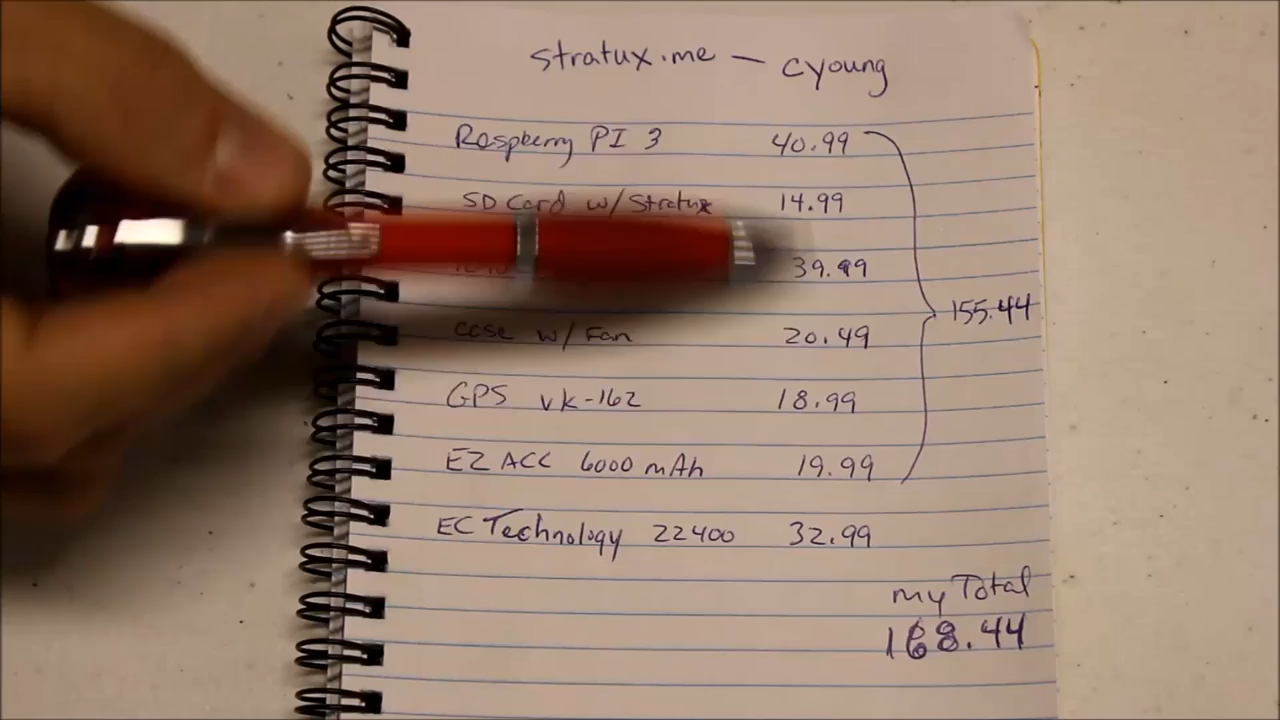 stratux.me — cyoung
Raspberry PI 3 40.99
SD Card w/ Stratux 14.99
39.99
case w/ Fan 20.49
GPS vk-162 18.99
155.44
EZ ACC 6000 mAh 19.99
EC Technology 22400 32.99
my Total
168.44